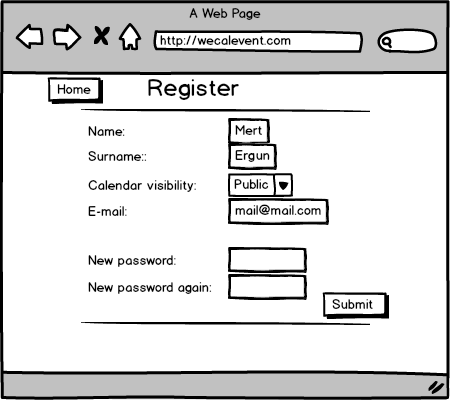 A Web Page
http://wecalevent.com
Home
Register
Name: Mert
Surname:: Ergun
Calendar visibility: Public
E-mail: mail@mail.com
New password:
New password again:
Submit